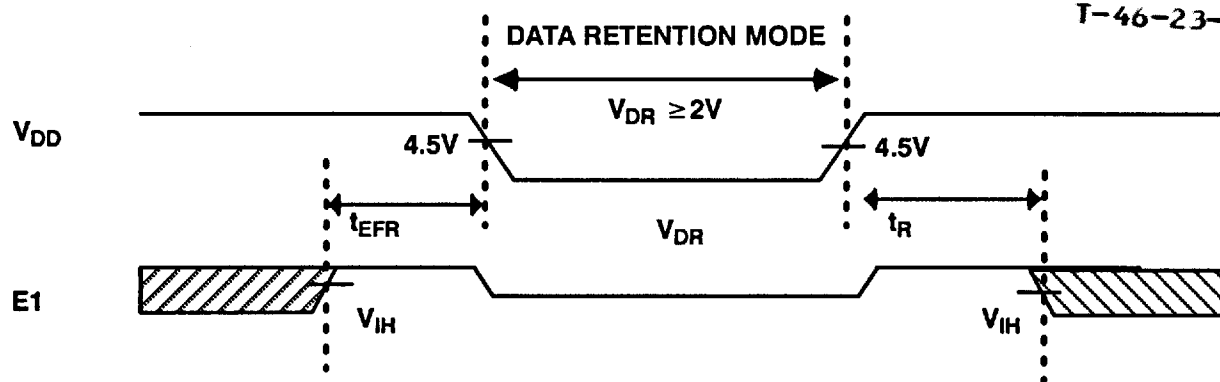 T-46-23-
DATA RETENTION MODE
V_DR ≥2V
V_DD
4.5V
4.5V
t_EFR
V_DR
t_R
E1
V_IH
V_IH